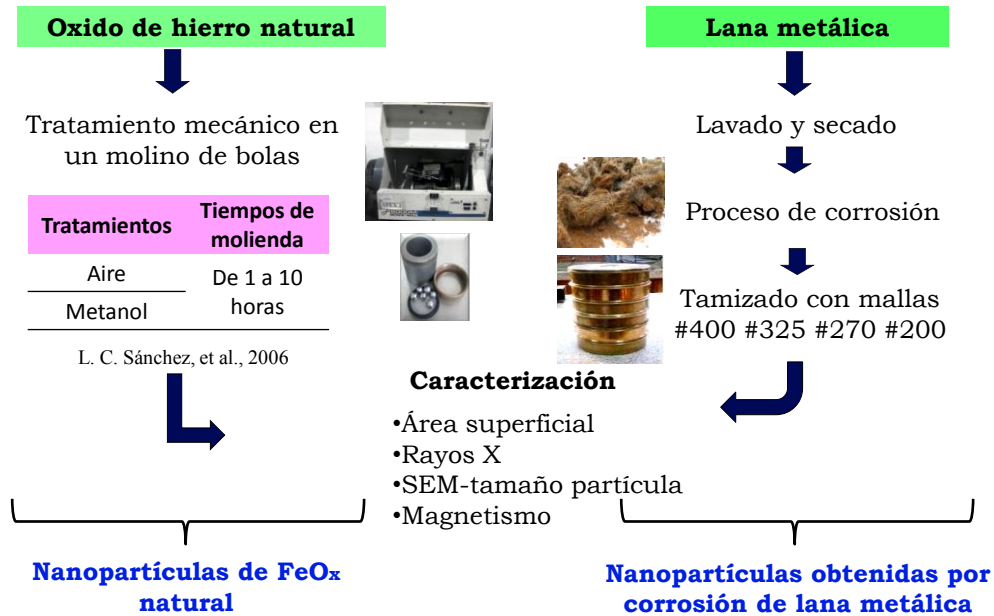 Oxido de hierro natural
Tratamiento mecánico en
un molino de bolas
Tratamientos
Tiempos de
molienda
Aire
Metanol
De 1 a 10
horas
L. C. Sánchez, et al., 2006
Lana metálica
Lavado y secado
Proceso de corrosión
Tamizado con mallas
#400 #325 #270 #200
Caracterización
•Área superficial
•Rayos X
•SEM-tamaño partícula
•Magnetismo
Nanopartículas de FeOx
natural
Nanopartículas obtenidas por
corrosión de lana metálica